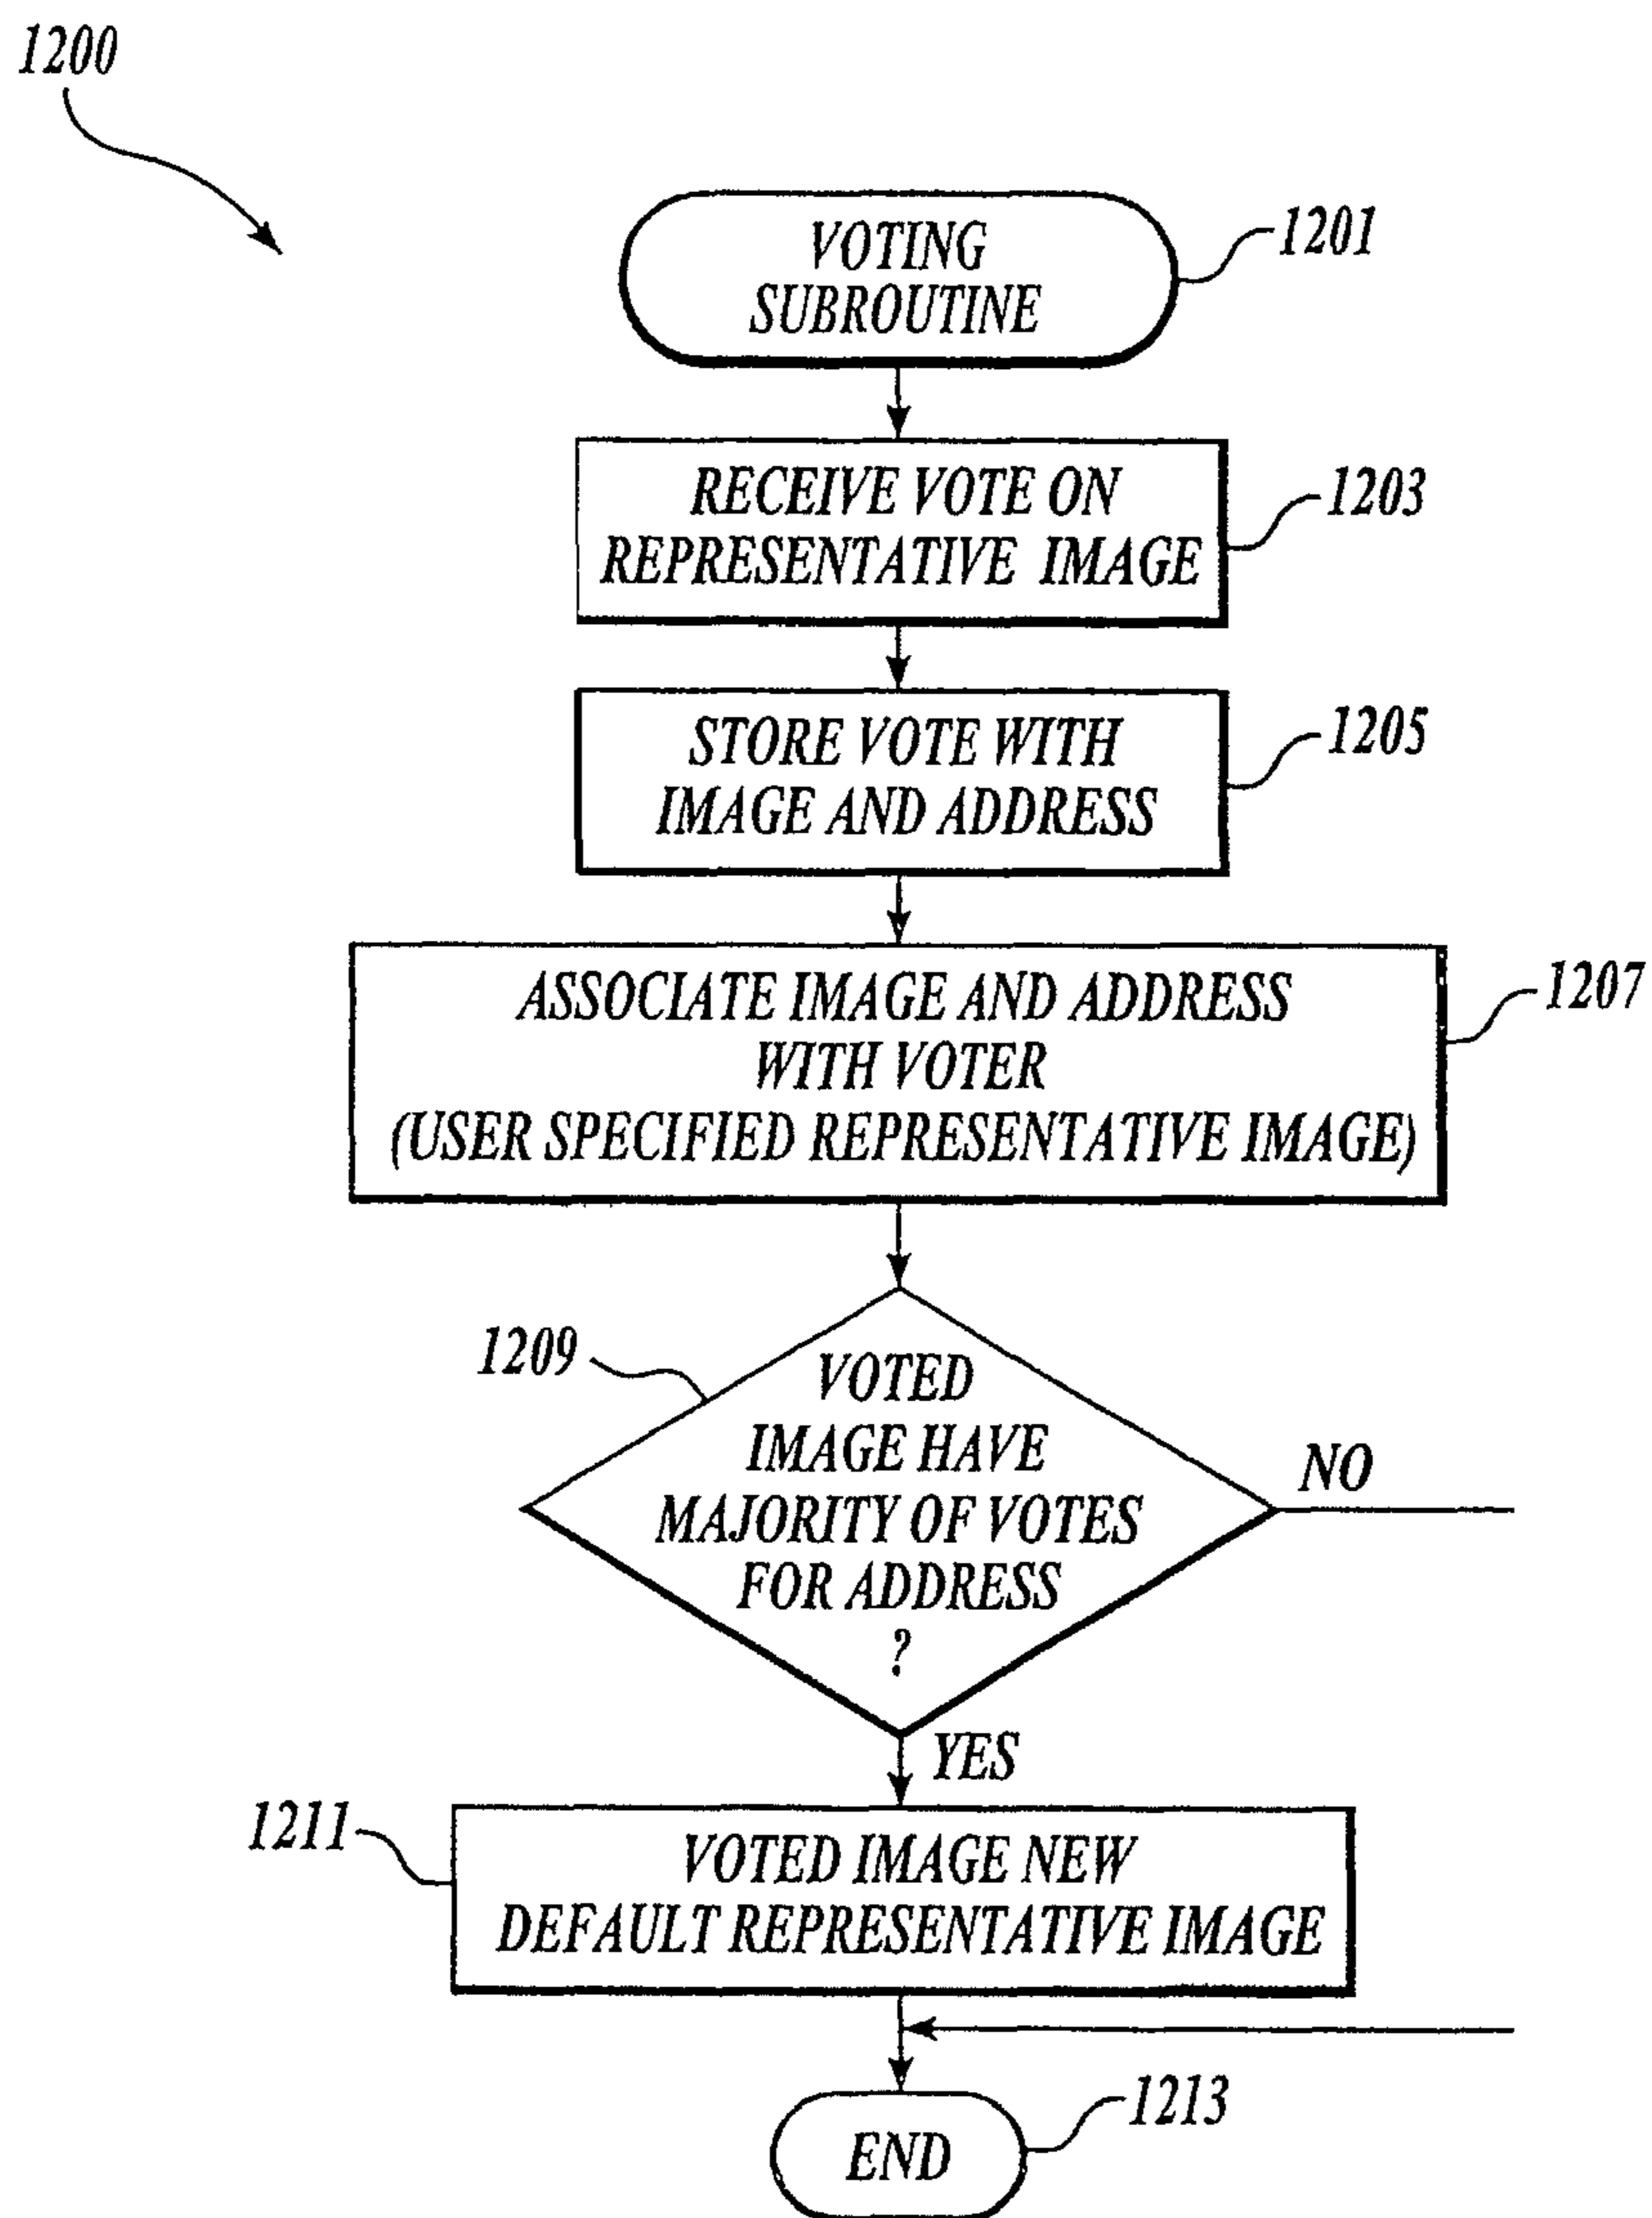 1200
VOTING
SUBROUTINE
1201
RECEIVE VOTE ON
REPRESENTATIVE IMAGE
1203
STORE VOTE WITH
IMAGE AND ADDRESS
1205
ASSOCIATE IMAGE AND ADDRESS
WITH VOTER
(USER SPECIFIED REPRESENTATIVE IMAGE)
1207
1209
VOTED
IMAGE HAVE
MAJORITY OF VOTES
FOR ADDRESS
?
NO
YES
1211
VOTED IMAGE NEW
DEFAULT REPRESENTATIVE IMAGE
END
1213